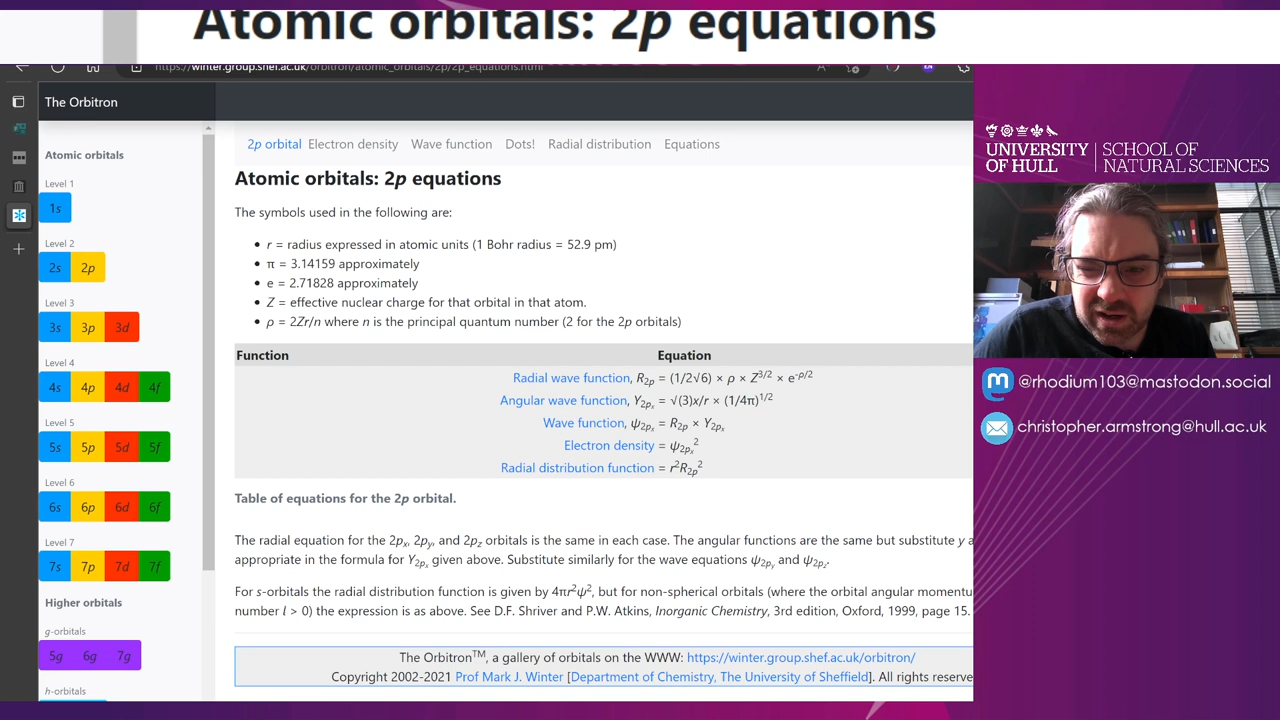 Atomic orbitals: 2p equations
https://winter.group.shef.ac.uk/orbitron/atomic_orbitals/2p/2p_equations.html
The Orbitron
Atomic orbitals
Level 1
1s
Level 2
2s 2p
Level 3
3s 3p 3d
Level 4
4s 4p 4d 4f
Level 5
5s 5p 5d 5f
Level 6
6s 6p 6d 6f
Level 7
7s 7p 7d 7f
Higher orbitals
g-orbitals
5g 6g 7g
h-orbitals
2p orbital Electron density Wave function Dots! Radial distribution Equations
Atomic orbitals: 2p equations
The symbols used in the following are:
• r = radius expressed in atomic units (1 Bohr radius = 52.9 pm)
• π = 3.14159 approximately
• e = 2.71828 approximately
• Z = effective nuclear charge for that orbital in that atom.
• ρ = 2Zr/n where n is the principal quantum number (2 for the 2p orbitals)
Function Equation
Radial wave function, R₂ₚ = (1/2√6) × ρ × Z^3/2 × e^-ρ/2
Angular wave function, Y₂ₚₓ = √(3)x/r × (1/4π)^1/2
Wave function, ψ₂ₚₓ = R₂ₚ × Y₂ₚₓ
Electron density = ψ₂ₚₓ²
Radial distribution function = r²R₂ₚ²
Table of equations for the 2p orbital.
The radial equation for the 2pₓ, 2p_y, and 2p_z orbitals is the same in each case. The angular functions are the same but substitute y a
appropriate in the formula for Y₂ₚₓ given above. Substitute similarly for the wave equations ψ₂ₚ_y and ψ₂ₚ_z.
For s-orbitals the radial distribution function is given by 4πr²ψ², but for non-spherical orbitals (where the orbital angular momentu
number l > 0) the expression is as above. See D.F. Shriver and P.W. Atkins, Inorganic Chemistry, 3rd edition, Oxford, 1999, page 15.
The Orbitron™, a gallery of orbitals on the WWW: https://winter.group.shef.ac.uk/orbitron/
Copyright 2002-2021 Prof Mark J. Winter [Department of Chemistry, The University of Sheffield]. All rights reserve
UNIVERSITY OF HULL
SCHOOL OF NATURAL SCIENCES
@rhodium103@mastodon.social
christopher.armstrong@hull.ac.uk